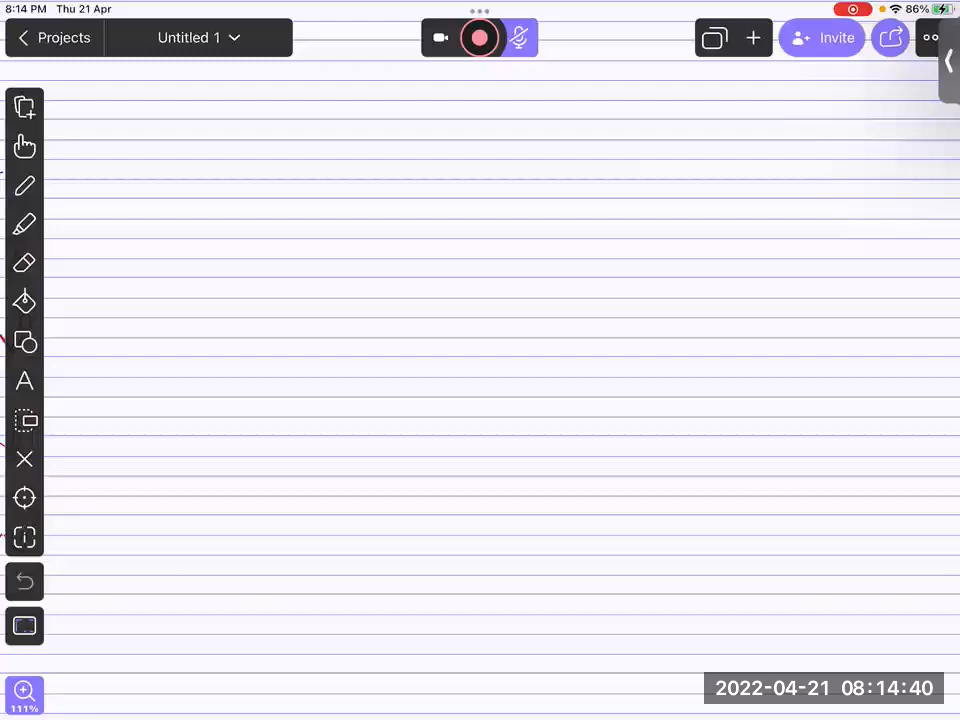 8:14 PM Thu 21 Apr
86%
Projects
Untitled 1
Invite
A
111%
2022-04-21 08:14:40